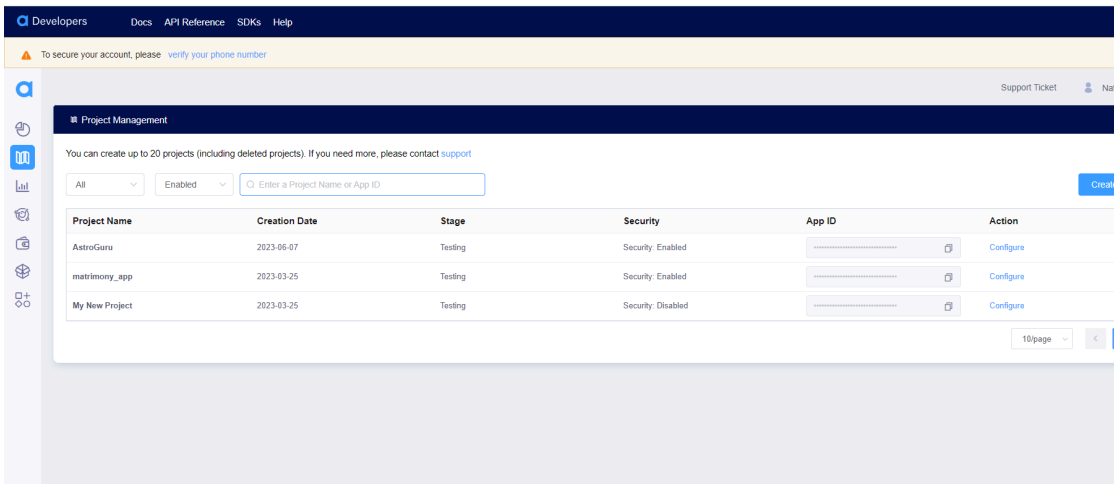 Developers Docs API Reference SDKs Help
To secure your account, please verify your phone number
Support Ticket
Project Management
You can create up to 20 projects (including deleted projects). If you need more, please contact support
All Enabled Enter a Project Name or App ID
Project Name Creation Date Stage Security App ID Action
AstroGuru 2023-06-07 Testing Security: Enabled Configure
matrimony_app 2023-03-25 Testing Security: Enabled Configure
My New Project 2023-03-25 Testing Security: Disabled Configure
10/page